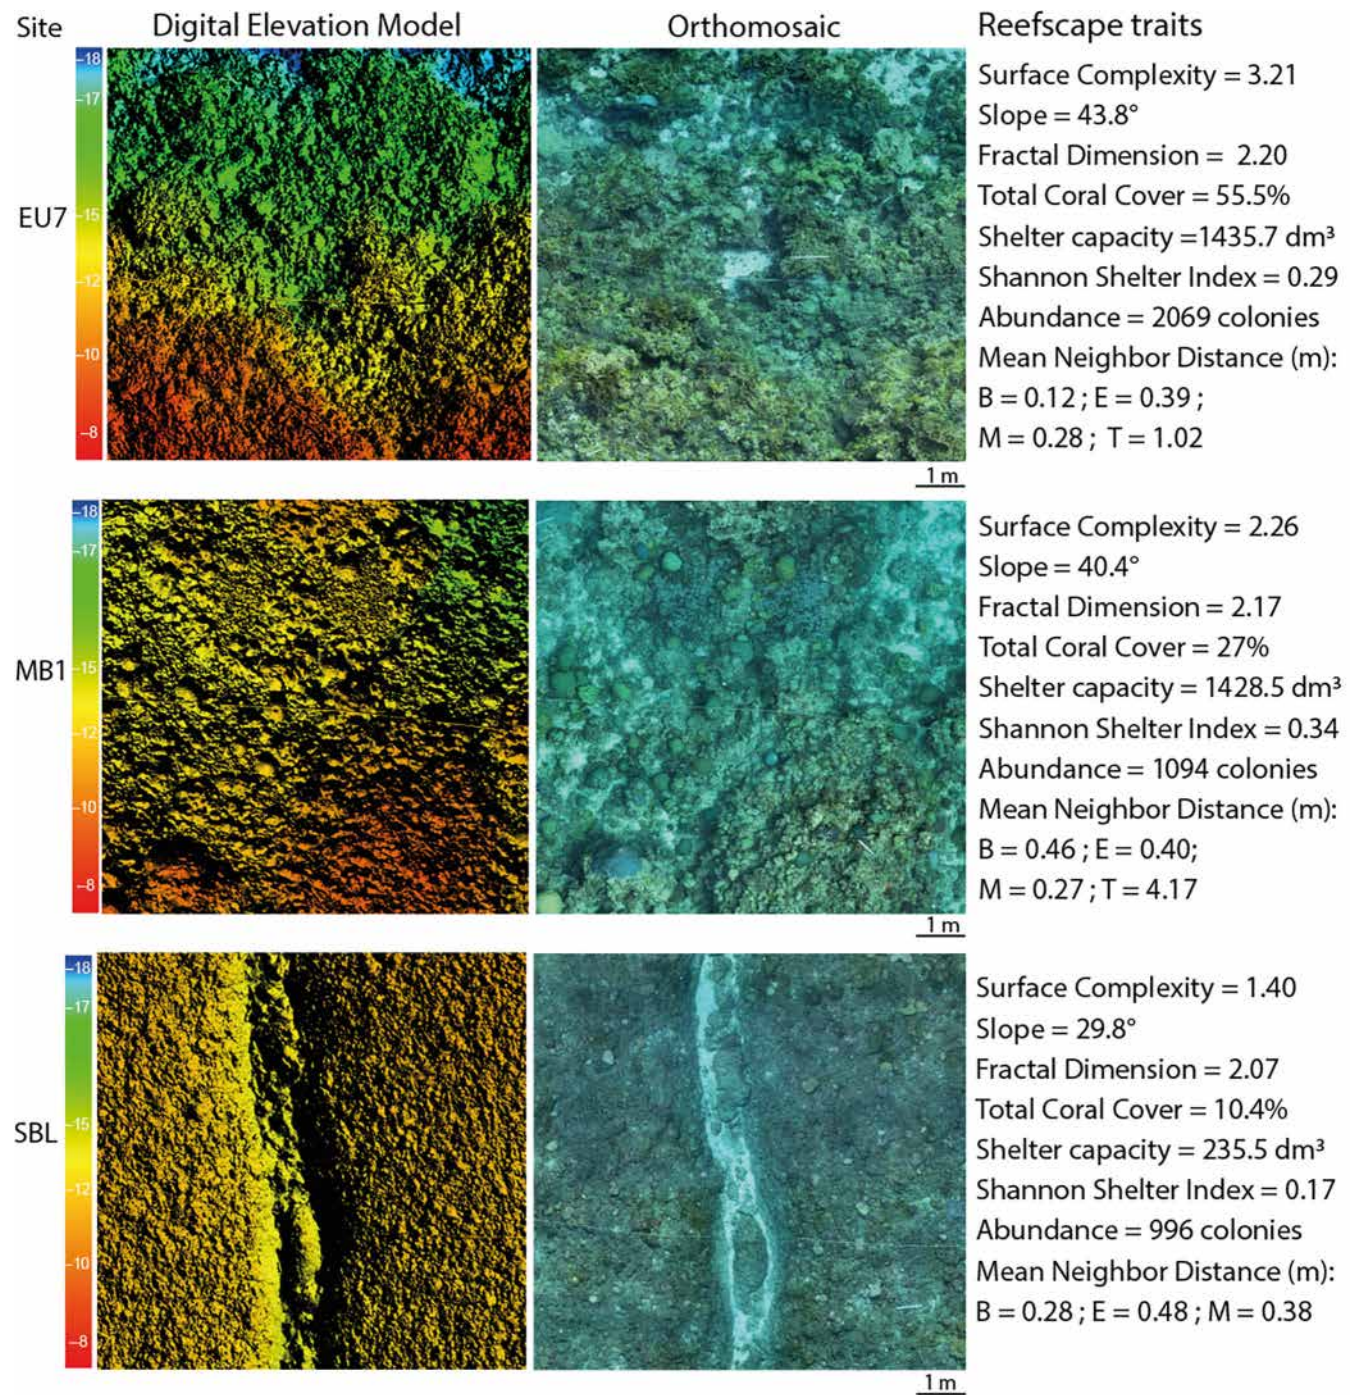 Site Digital Elevation Model Orthomosaic Reefscape traits
EU7
–18
–17
–15
–12
–10
–8
Surface Complexity = 3.21
Slope = 43.8°
Fractal Dimension = 2.20
Total Coral Cover = 55.5%
Shelter capacity =1435.7 dm³
Shannon Shelter Index = 0.29
Abundance = 2069 colonies
Mean Neighbor Distance (m):
B = 0.12 ; E = 0.39 ;
M = 0.28 ; T = 1.02
1 m
MB1
–18
–17
–15
–12
–10
–8
Surface Complexity = 2.26
Slope = 40.4°
Fractal Dimension = 2.17
Total Coral Cover = 27%
Shelter capacity = 1428.5 dm³
Shannon Shelter Index = 0.34
Abundance = 1094 colonies
Mean Neighbor Distance (m):
B = 0.46 ; E = 0.40;
M = 0.27 ; T = 4.17
1 m
SBL
–18
–17
–15
–12
–10
–8
Surface Complexity = 1.40
Slope = 29.8°
Fractal Dimension = 2.07
Total Coral Cover = 10.4%
Shelter capacity = 235.5 dm³
Shannon Shelter Index = 0.17
Abundance = 996 colonies
Mean Neighbor Distance (m):
B = 0.28 ; E = 0.48 ; M = 0.38
1 m